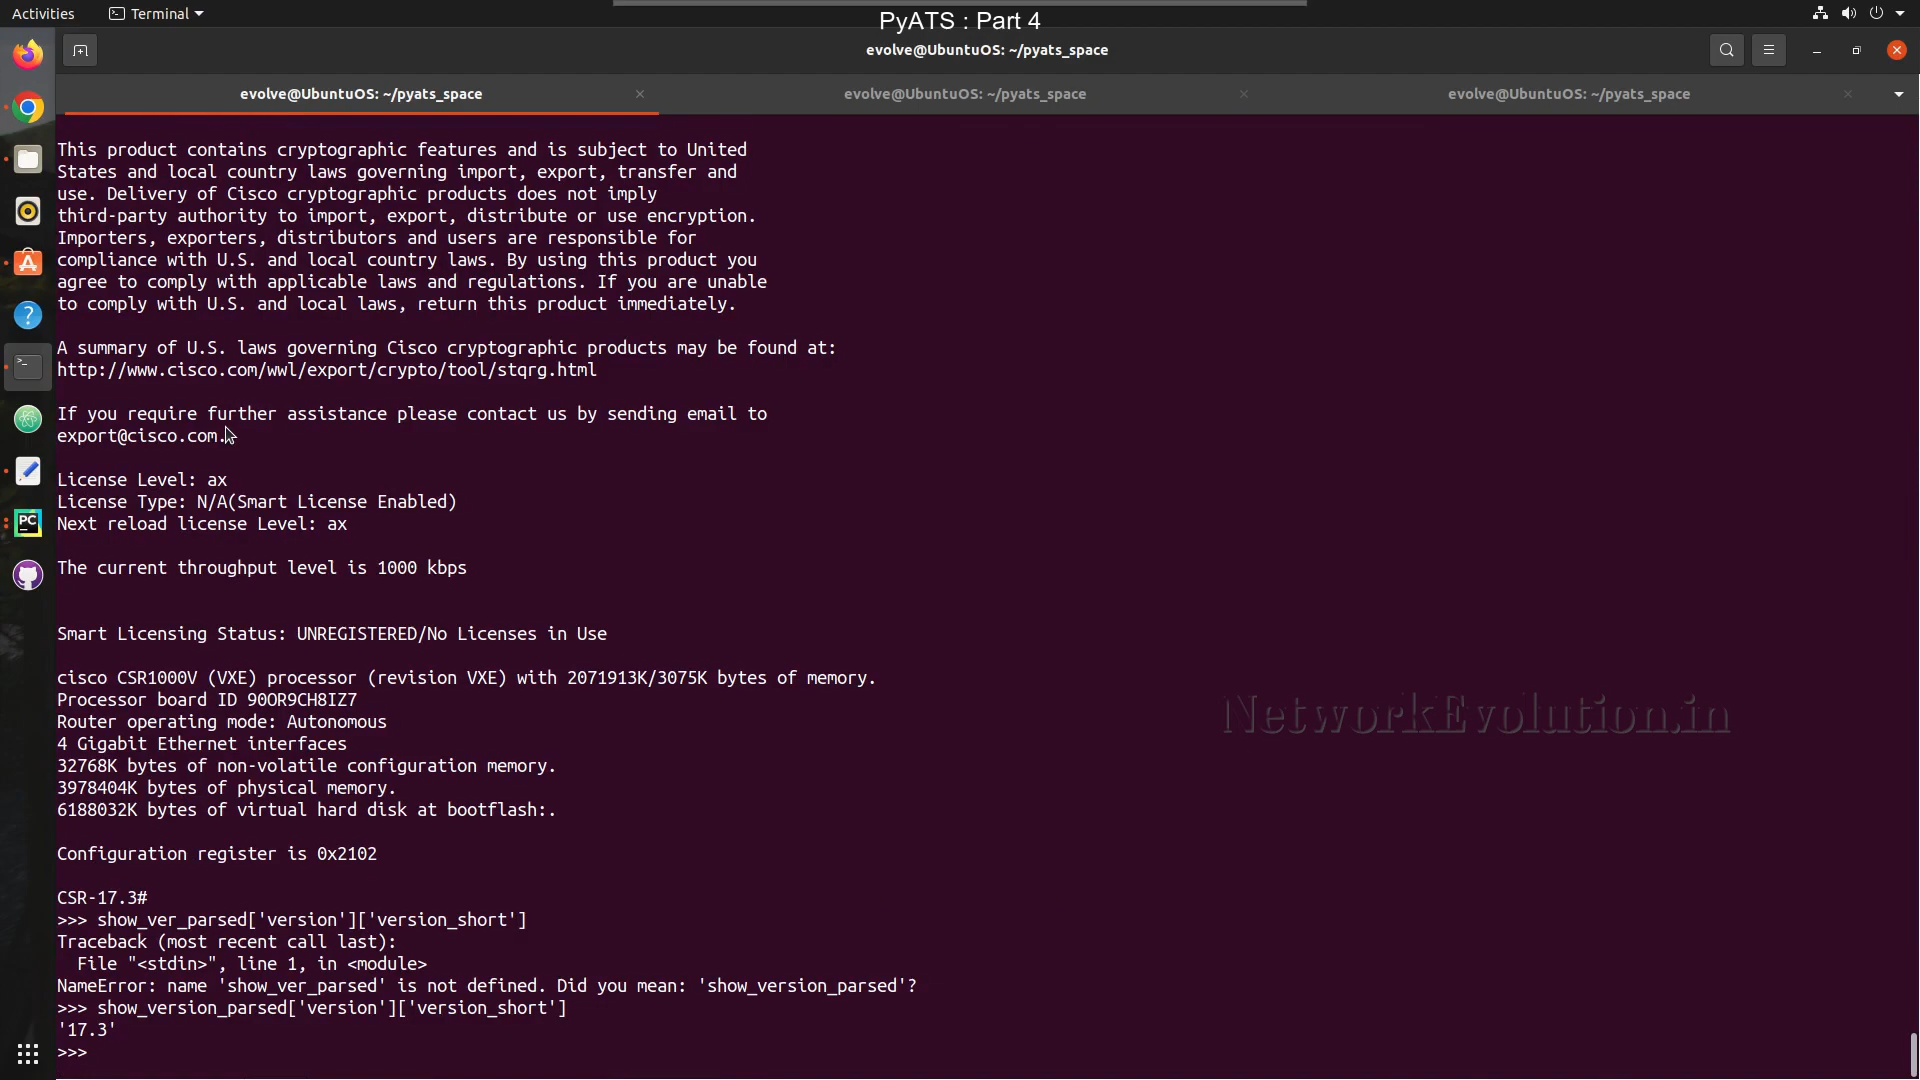 Activities
Terminal
PyATS : Part 4
evolve@UbuntuOS: ~/pyats_space
evolve@UbuntuOS: ~/pyats_space
evolve@UbuntuOS: ~/pyats_space
evolve@UbuntuOS: ~/pyats_space
This product contains cryptographic features and is subject to United
States and local country laws governing import, export, transfer and
use. Delivery of Cisco cryptographic products does not imply
third-party authority to import, export, distribute or use encryption.
Importers, exporters, distributors and users are responsible for
compliance with U.S. and local country laws. By using this product you
agree to comply with applicable laws and regulations. If you are unable
to comply with U.S. and local laws, return this product immediately.
A summary of U.S. laws governing Cisco cryptographic products may be found at:
http://www.cisco.com/wwl/export/crypto/tool/stqrg.html
If you require further assistance please contact us by sending email to
export@cisco.com.
License Level: ax
License Type: N/A(Smart License Enabled)
Next reload license Level: ax
The current throughput level is 1000 kbps
Smart Licensing Status: UNREGISTERED/No Licenses in Use
cisco CSR1000V (VXE) processor (revision VXE) with 2071913K/3075K bytes of memory.
Processor board ID 90OR9CH8IZ7
Router operating mode: Autonomous
4 Gigabit Ethernet interfaces
32768K bytes of non-volatile configuration memory.
3978404K bytes of physical memory.
6188032K bytes of virtual hard disk at bootflash:.
Configuration register is 0x2102
CSR-17.3#
>>> show_ver_parsed['version']['version_short']
Traceback (most recent call last):
  File "<stdin>", line 1, in <module>
NameError: name 'show_ver_parsed' is not defined. Did you mean: 'show_version_parsed'?
>>> show_version_parsed['version']['version_short']
'17.3'
>>>
NetworkEvolution.in
PC